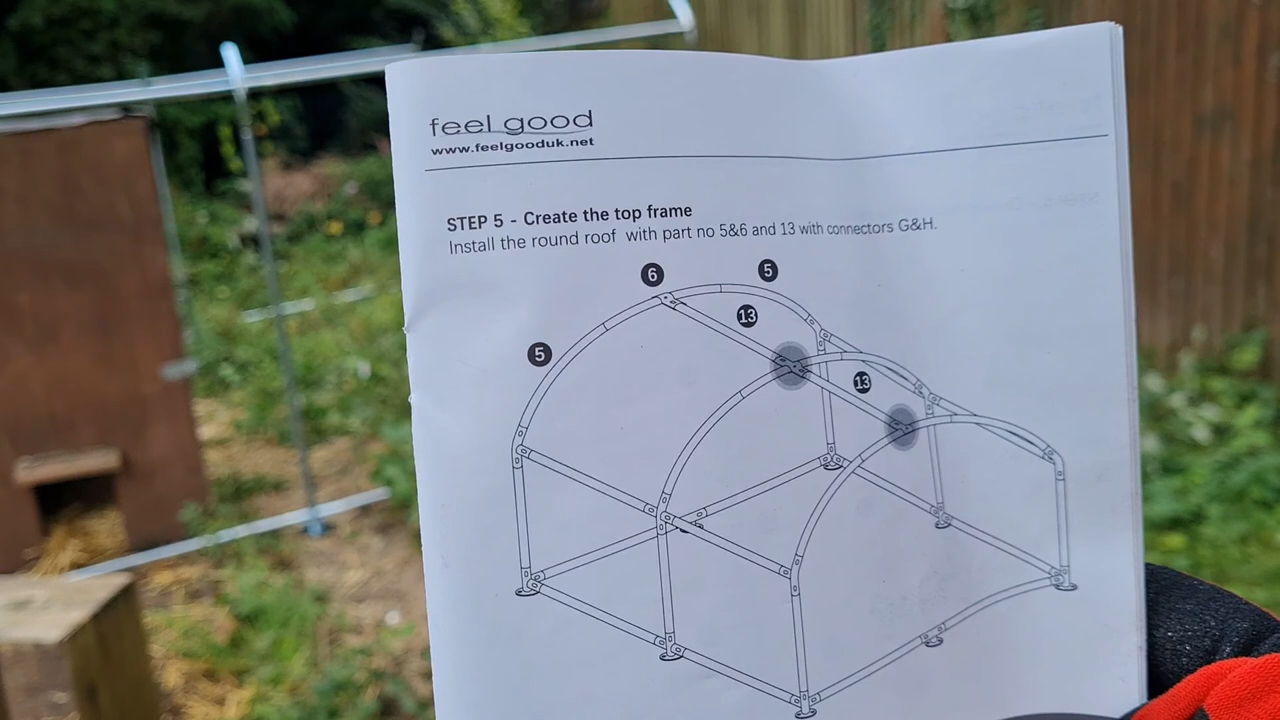 feel good
www.feelgooduk.net
STEP 5 - Create the top frame
Install the round roof with part no 5&6 and 13 with connectors G&H.
6
5
13
5
13